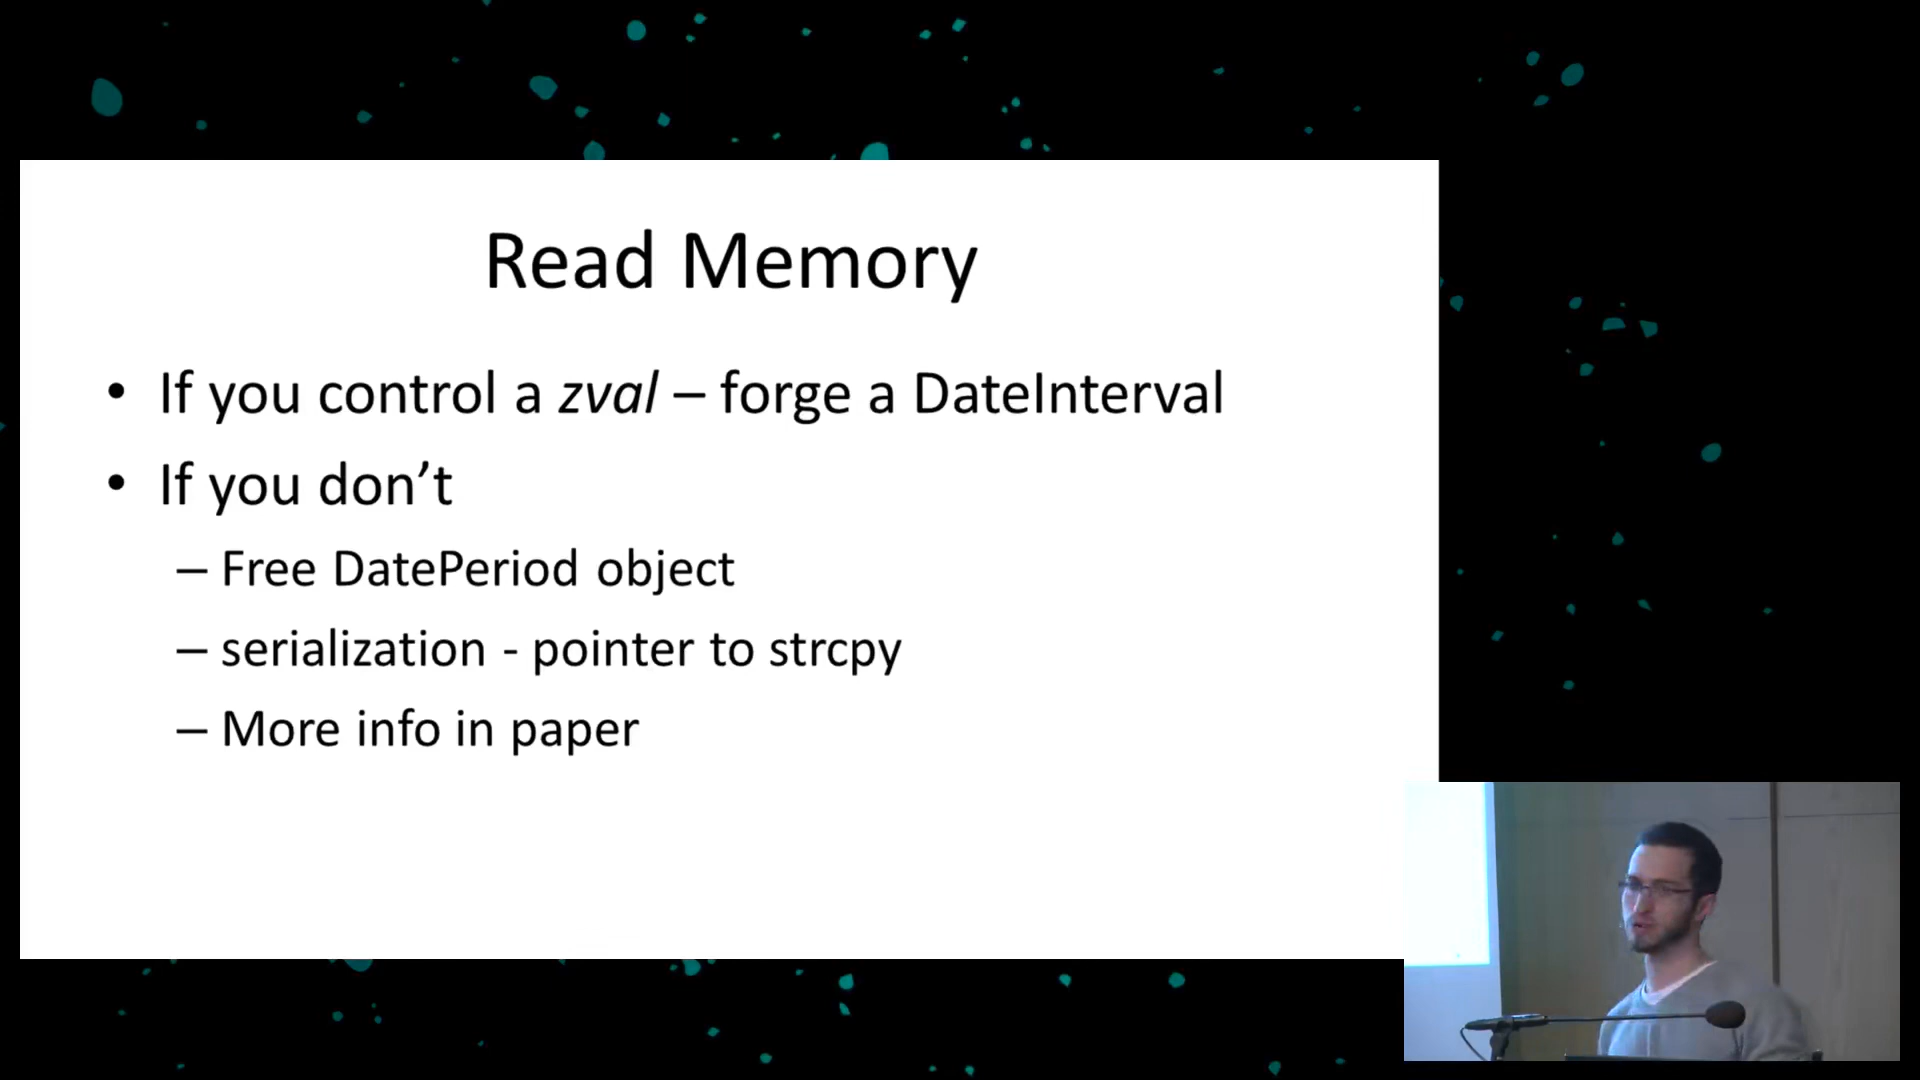 Read Memory
• If you control a zval – forge a DateInterval
• If you don’t
– Free DatePeriod object
– serialization - pointer to strcpy
– More info in paper